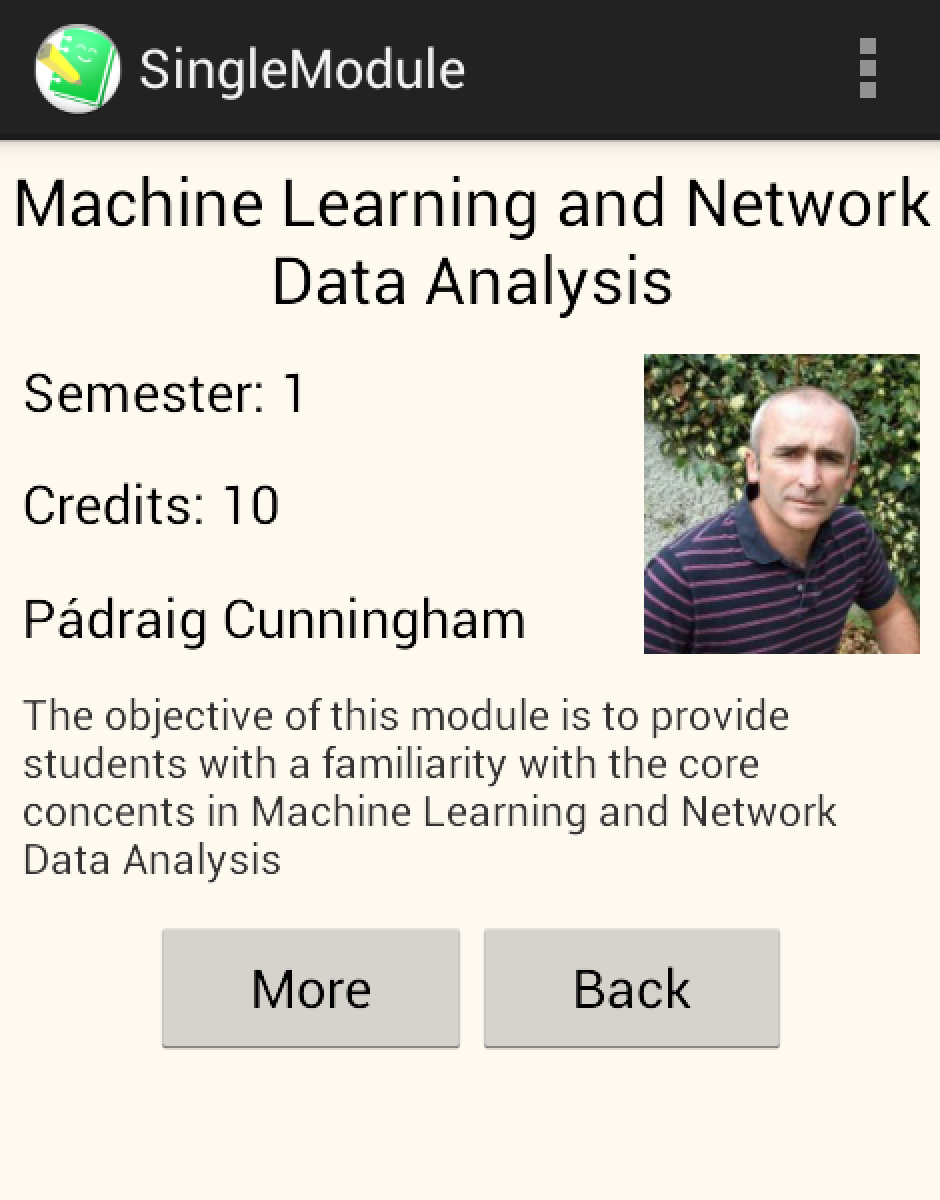 SingleModule
Machine Learning and Network
Data Analysis
Semester: 1
Credits: 10
Pádraig Cunningham
The objective of this module is to provide
students with a familiarity with the core
concents in Machine Learning and Network
Data Analysis
More
Back